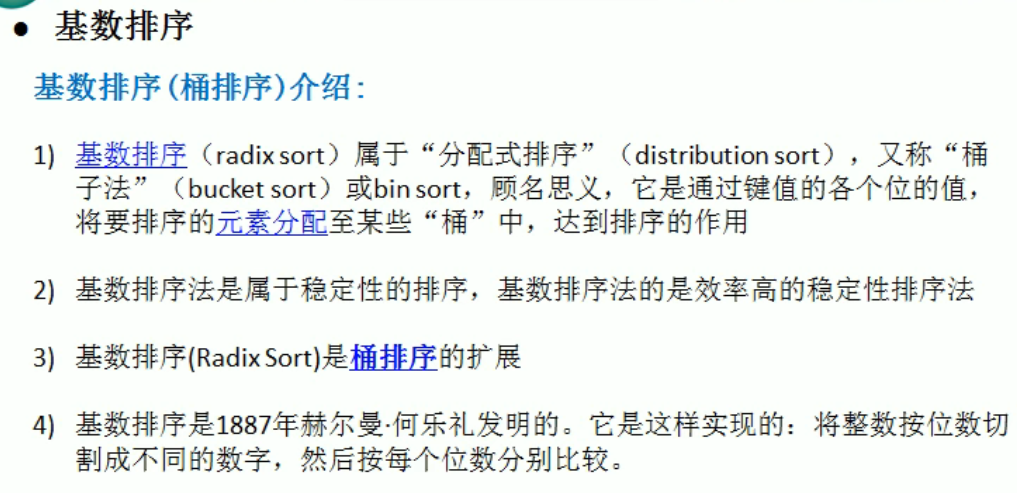 ● 基数排序
基数排序(桶排序)介绍:
1) 基数排序（radix sort）属于“分配式排序”（distribution sort），又称“桶
子法”（bucket sort）或bin sort，顾名思义，它是通过键值的各个位的值，
将要排序的元素分配至某些“桶”中，达到排序的作用
2) 基数排序法是属于稳定性的排序，基数排序法的是效率高的稳定性排序法
3) 基数排序(Radix Sort)是桶排序的扩展
4) 基数排序是1887年赫尔曼·何乐礼发明的。它是这样实现的：将整数按位数切
割成不同的数字，然后按每个位数分别比较。